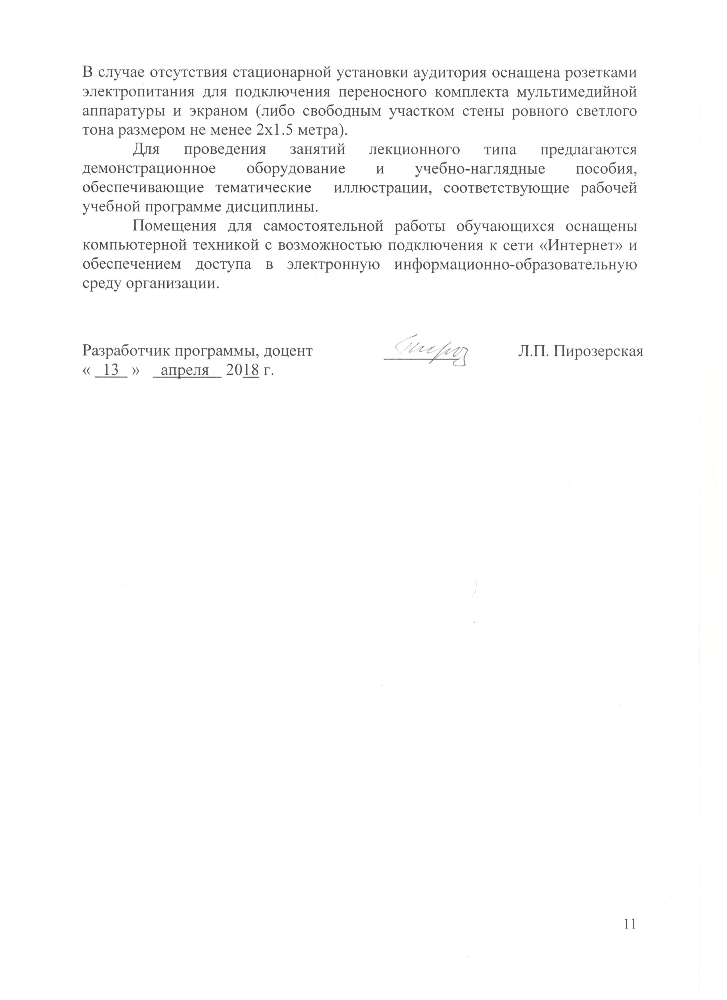 В случае отсутствия стационарной установки аудитория оснащена розетками
электропитания для подключения переносного комплекта мультимедийной
аппаратуры и экраном (либо свободным участком стены ровного светлого
тона размером не менее 2х1.5 метра).
Для проведения занятий лекционного типа предлагаются
демонстрационное оборудование и учебно-наглядные пособия,
обеспечивающие тематические иллюстрации, соответствующие рабочей
учебной программе дисциплины.
Помещения для самостоятельной работы обучающихся оснащены
компьютерной техникой с возможностью подключения к сети «Интернет» и
обеспечением доступа в электронную информационно-образовательную
среду организации.
Разработчик программы, доцент Л.П. Пирозерская
« 13 » апреля 2018 г.
11